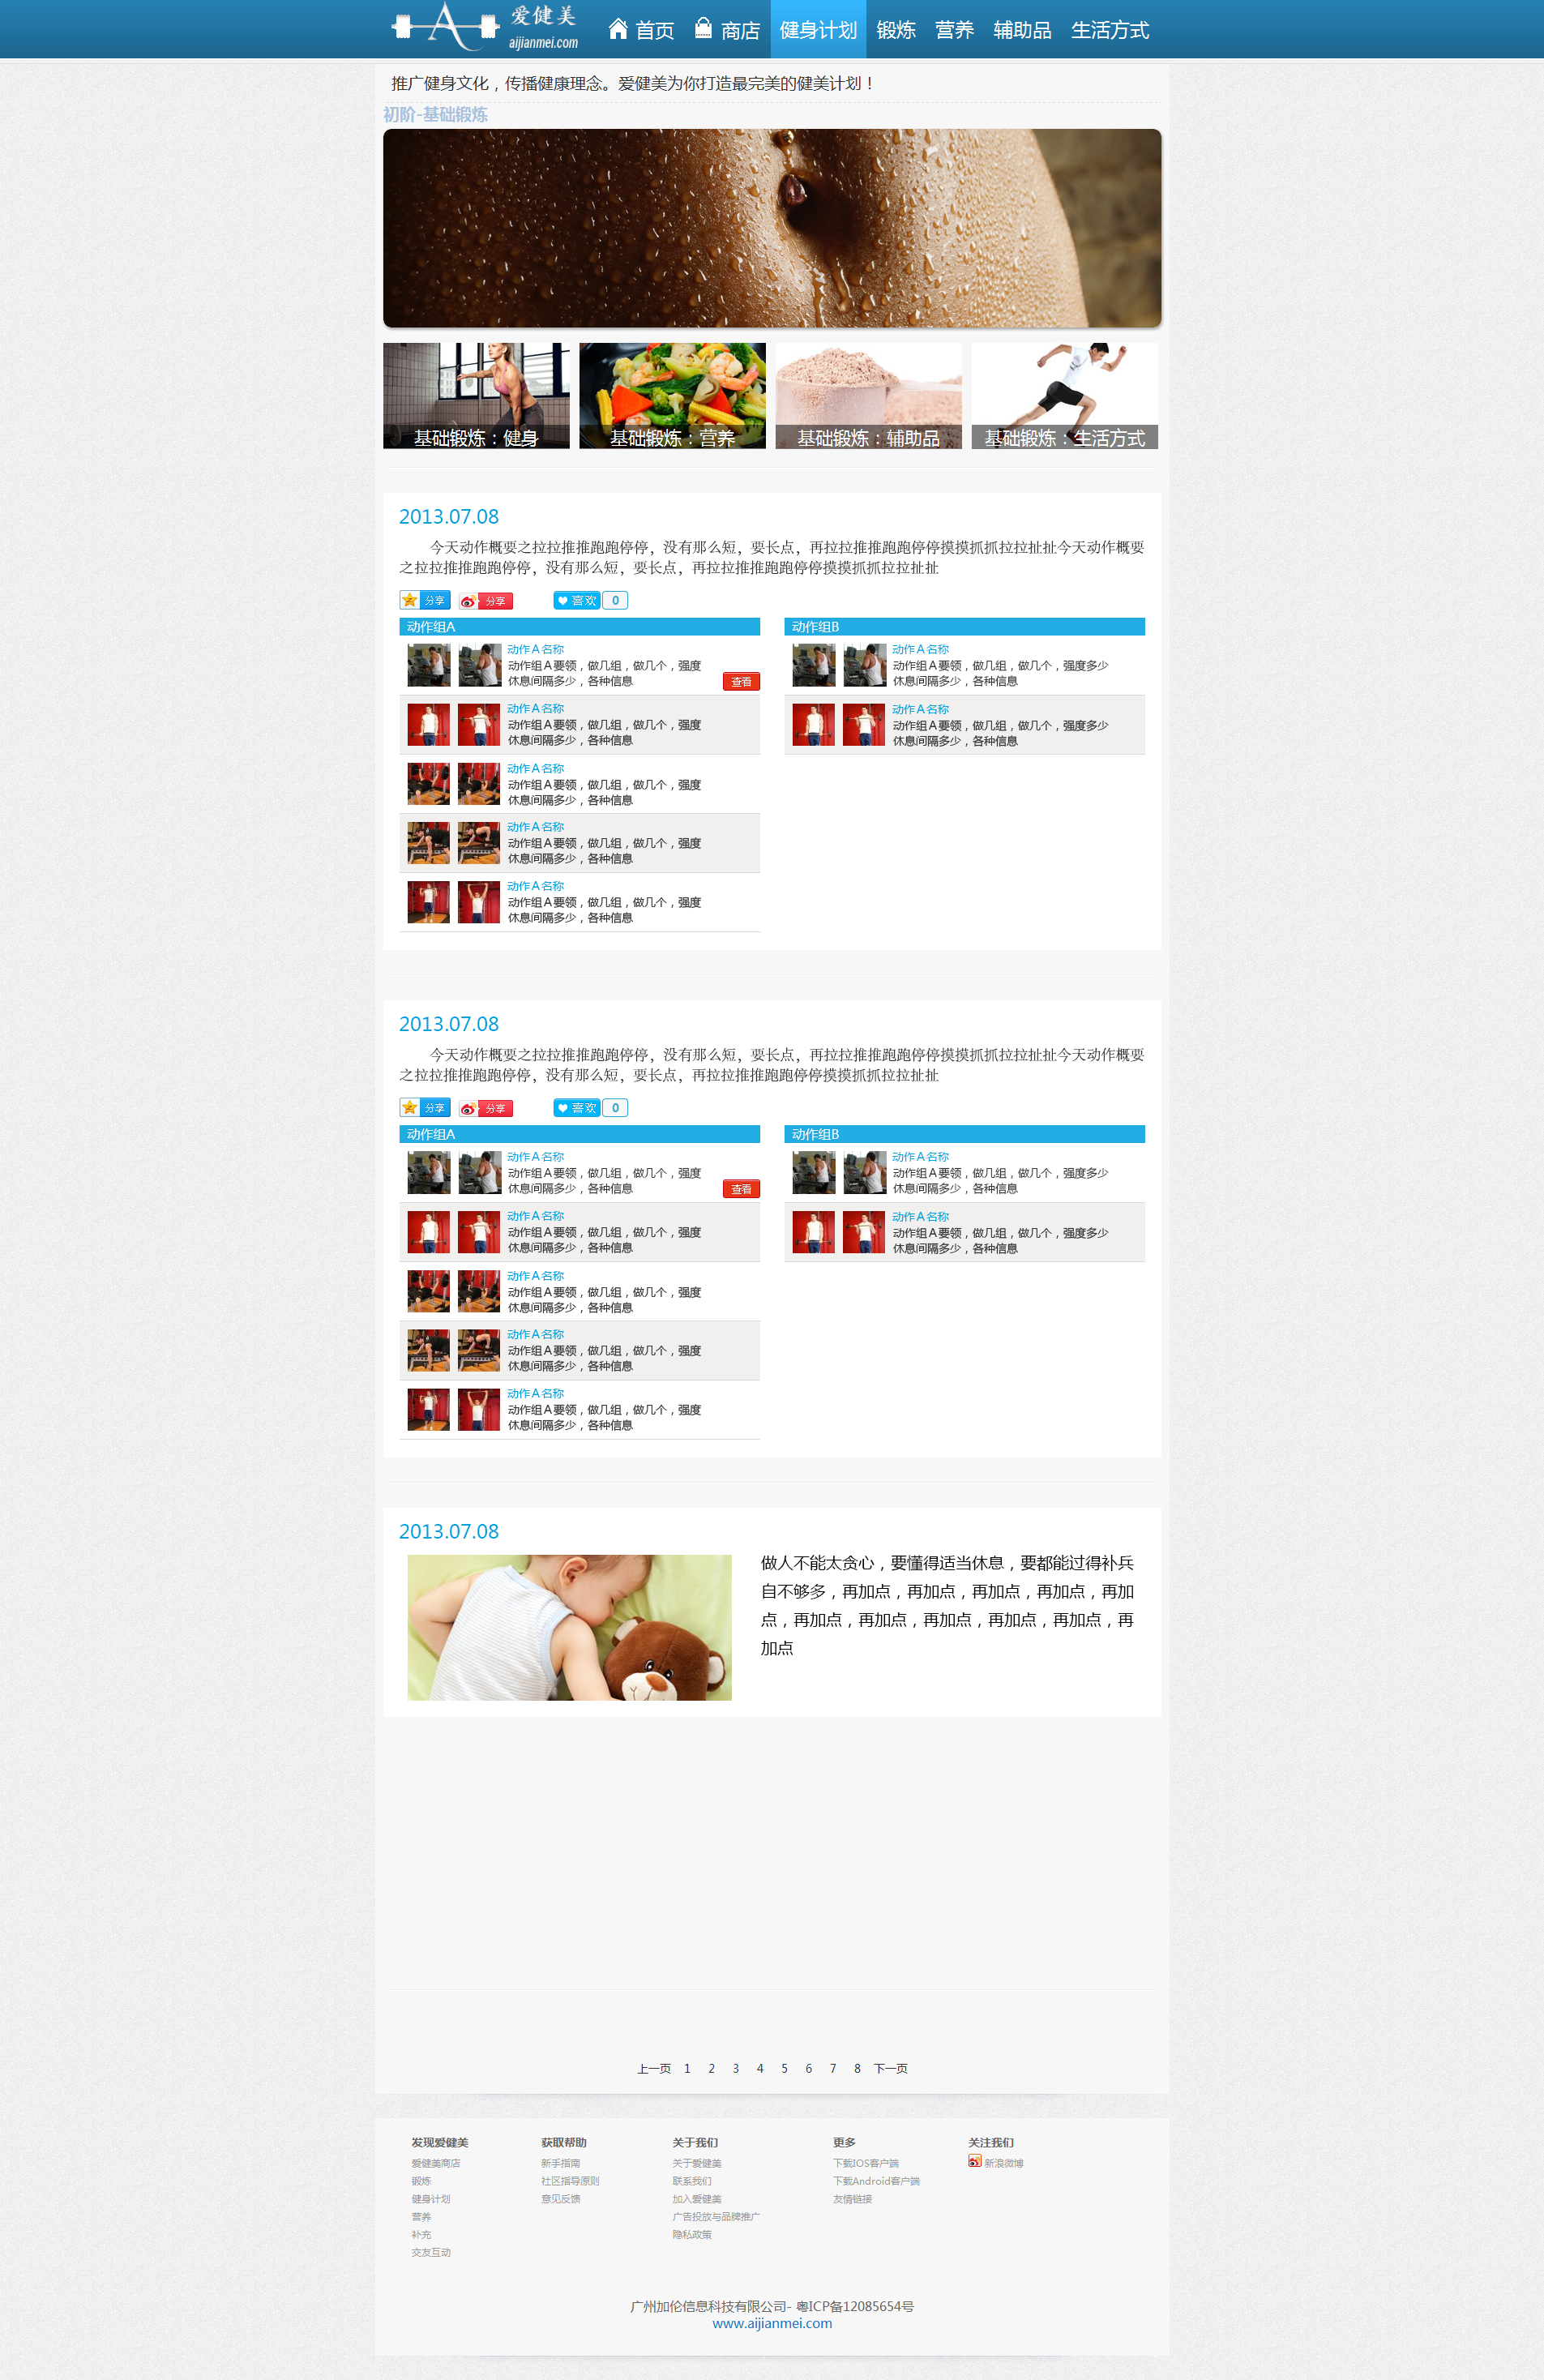 爱健美
aijianmei.com
首页 商店 健身计划 锻炼 营养 辅助品 生活方式
推广健身文化，传播健康理念。爱健美为你打造最完美的健美计划！
初阶-基础锻炼
基础锻炼：健身 基础锻炼：营养 基础锻炼：辅助品 基础锻炼：生活方式
2013.07.08
今天动作概要之拉拉推推跑跑停停，没有那么短，要长点，再拉拉推推跑跑停停摸摸抓抓拉拉扯扯今天动作概要
之拉拉推推跑跑停停，没有那么短，要长点，再拉拉推推跑跑停停摸摸抓抓拉拉扯扯
分享 分享 喜欢 0
动作组A
动作A名称
动作组A要领，做几组，做几个，强度
休息间隔多少，各种信息
查看
动作A名称
动作组A要领，做几组，做几个，强度
休息间隔多少，各种信息
动作A名称
动作组A要领，做几组，做几个，强度
休息间隔多少，各种信息
动作A名称
动作组A要领，做几组，做几个，强度
休息间隔多少，各种信息
动作A名称
动作组A要领，做几组，做几个，强度
休息间隔多少，各种信息
动作组B
动作A名称
动作组A要领，做几组，做几个，强度多少
休息间隔多少，各种信息
动作A名称
动作组A要领，做几组，做几个，强度多少
休息间隔多少，各种信息
2013.07.08
今天动作概要之拉拉推推跑跑停停，没有那么短，要长点，再拉拉推推跑跑停停摸摸抓抓拉拉扯扯今天动作概要
之拉拉推推跑跑停停，没有那么短，要长点，再拉拉推推跑跑停停摸摸抓抓拉拉扯扯
分享 分享 喜欢 0
动作组A
动作A名称
动作组A要领，做几组，做几个，强度
休息间隔多少，各种信息
查看
动作A名称
动作组A要领，做几组，做几个，强度
休息间隔多少，各种信息
动作A名称
动作组A要领，做几组，做几个，强度
休息间隔多少，各种信息
动作A名称
动作组A要领，做几组，做几个，强度
休息间隔多少，各种信息
动作A名称
动作组A要领，做几组，做几个，强度
休息间隔多少，各种信息
动作组B
动作A名称
动作组A要领，做几组，做几个，强度多少
休息间隔多少，各种信息
动作A名称
动作组A要领，做几组，做几个，强度多少
休息间隔多少，各种信息
2013.07.08
做人不能太贪心，要懂得适当休息，要都能过得补兵
自不够多，再加点，再加点，再加点，再加点，再加
点，再加点，再加点，再加点，再加点，再加点，再
加点
上一页 1 2 3 4 5 6 7 8 下一页
发现爱健美
爱健美商店
锻炼
健身计划
营养
补充
交友互动
获取帮助
新手指南
社区指导原则
意见反馈
关于我们
关于爱健美
联系我们
加入爱健美
广告投放与品牌推广
隐私政策
更多
下载IOS客户端
下载Android客户端
友情链接
关注我们
新浪微博
广州加伦信息科技有限公司- 粤ICP备12085654号
www.aijianmei.com